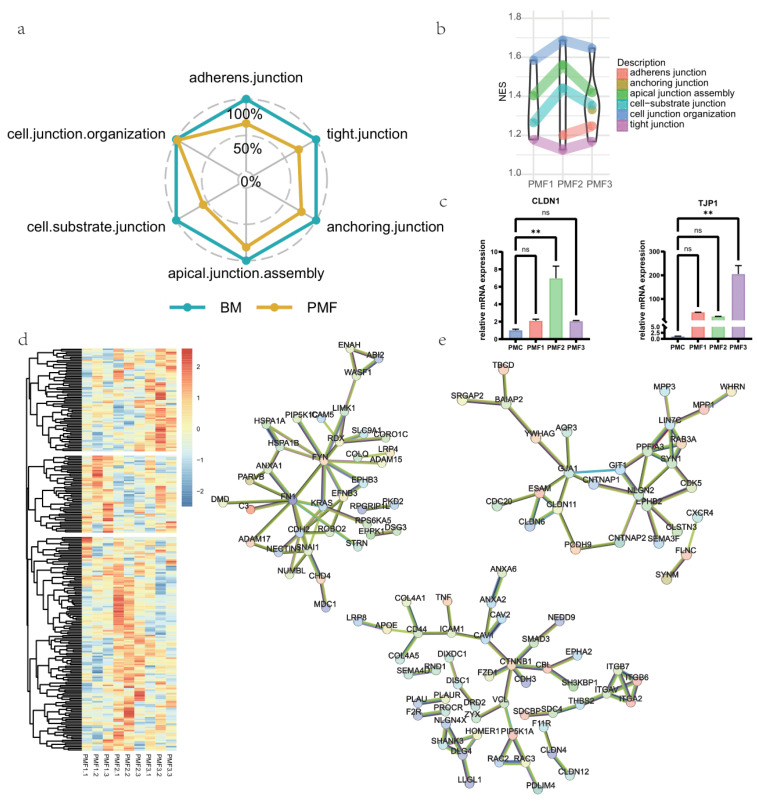 a
adherens.junction
100%
cell.junction.organization
tight.junction
50%
0%
cell.substrate.junction
anchoring.junction
apical.junction.assembly
BM
PMF
b
1.8
1.6
1.4
1.2
1.0
NES
PMF1 PMF2 PMF3
Description
adherens junction
anchoring junction
apical junction assembly
cell-substrate junction
cell junction organization
tight junction
c
CLDN1
ns
**
ns
relative mRNA expression
10
8
6
4
2
0
PMC PMF1 PMF2 PMF3
TJP1
**
ns
ns
relative mRNA expression
300
200
100
5.0
2.5
0.0
PMC PMF1 PMF2 PMF3
d
2
1
0
-1
-2
PMF1.1
PMF1.2
PMF1.3
PMF2.1
PMF2.2
PMF2.3
PMF3.1
PMF3.2
PMF3.3
e
ENAH
ABI2
WASF1
LIMK1
PIP5K1C
ICAM5
HSPA1A
SLC9A1
RDX
CORO1C
HSPA1B
FYN
COLQ
LRP4
ADAM15
ANXA1
PARVB
EPHB3
EFNB3
DMD
FN1
KRAS
PKD2
C3
RPGRIP1L
RPS6KA5
CDH2
ROBO2
DSG3
EPPK1
ADAM17
NECTIN3
SNAI1
STRN
NUMBL
CHD4
MDC1
TBCD
SRGAP2
BAIAP2
MPP3
WHRN
MPP1
LIN7C
YWHAG
AQP3
PPFIA3
RAB3A
SYN1
GJA1
GIT1
CNTNAP1
NLGN2
CDK5
ESAM
EPHB2
CDC20
CLDN11
CXCR4
CLDN6
CLSTN3
CNTNAP2
SEMA3F
PCDH9
FLNC
SYNM
ANXA6
COL4A1
TNF
ANXA2
LRP8
APOE
CD44
ICAM1
CAV2
CAV1
NEDD9
SMAD3
COL4A5
DIXDC1
CTNNB1
EPHA2
SEMA4D
RND1
FZD1
CBL
CDH3
SH3KBP1
ITGB7
DISC1
ITGB6
PLAU
PLAUR
DRD2
VCL
ITGAV
ITGA2
THBS2
F2R
PROCR
ZYX
SDCBP
SDC4
NLGN4X
F11R
HOMER1
PIP5K1A
SHANK3
DLG4
CLDN4
RAC2
RAC3
CLDN12
LLGL1
PDLIM4